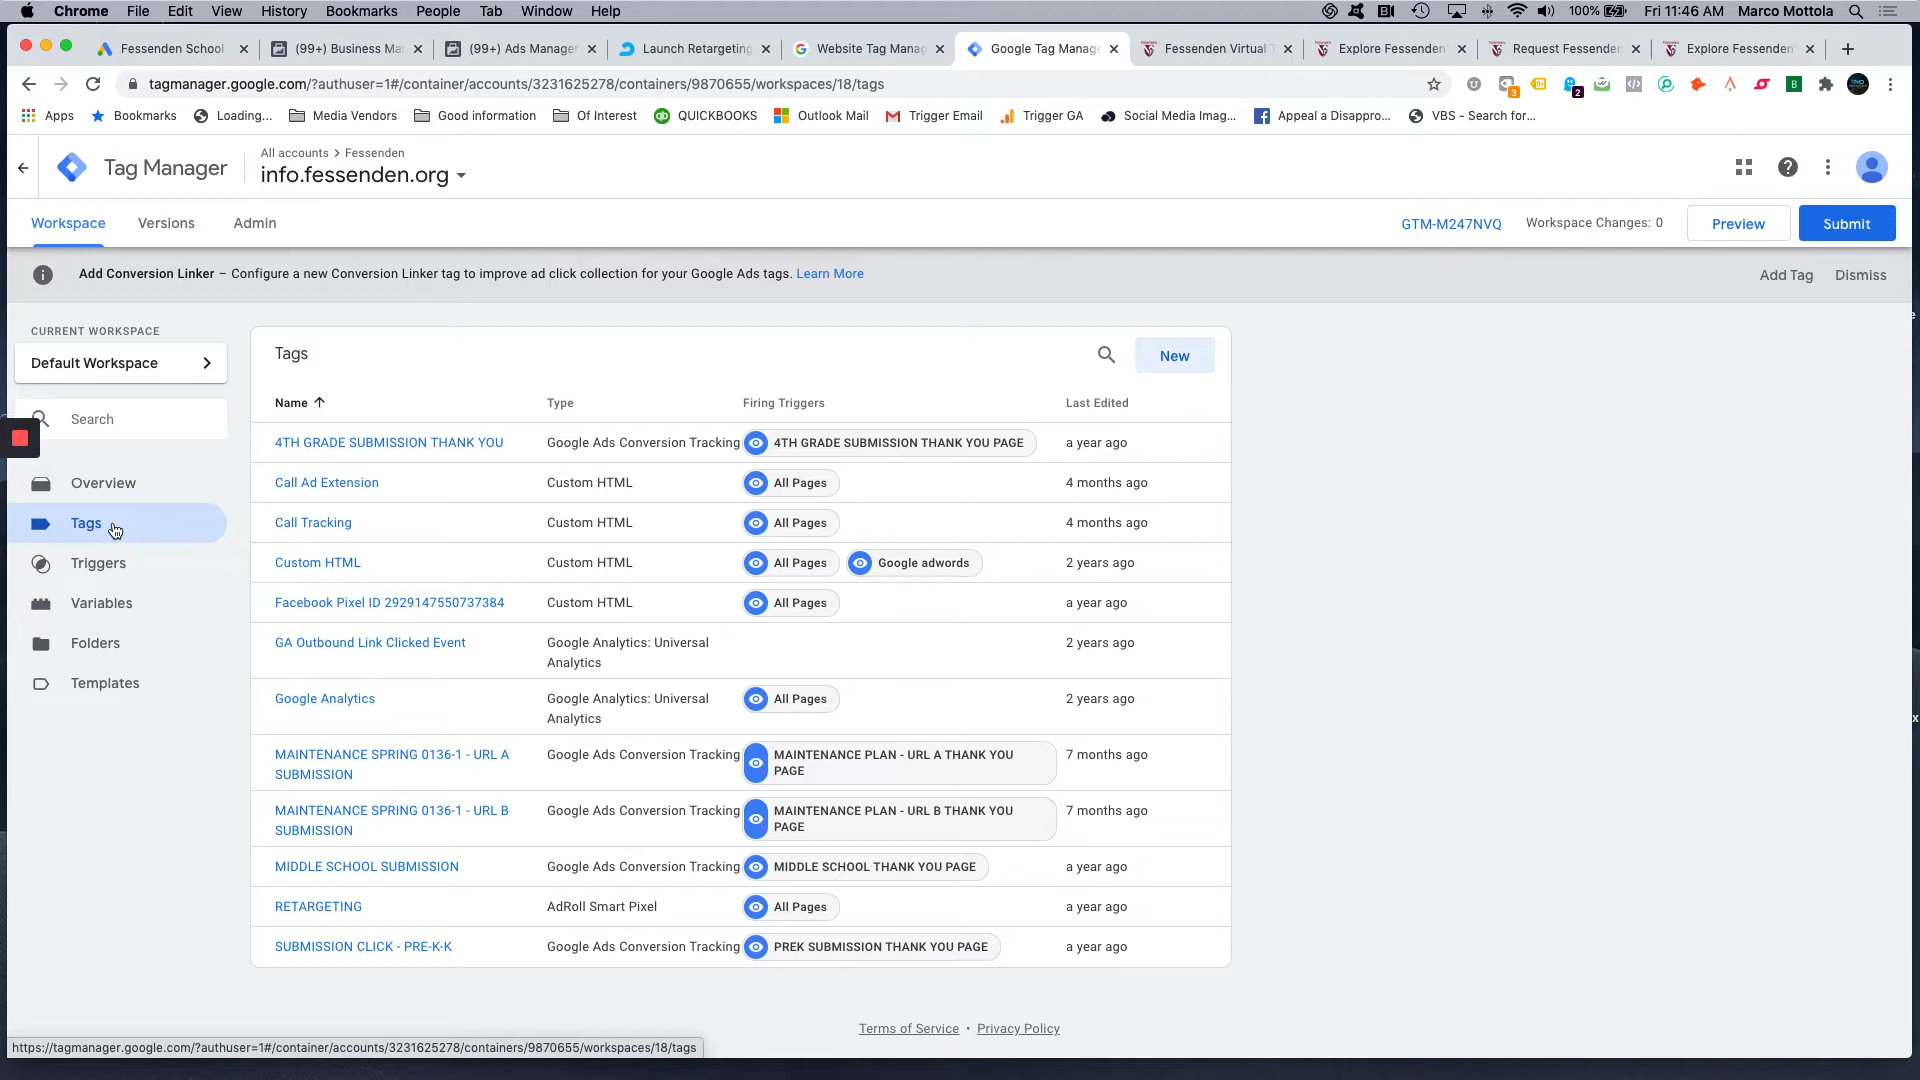 Chrome File Edit View History Bookmarks People Tab Window Help 100% Fri 11:46 AM Marco Mottola
Fessenden School (99+) Business Ma (99+) Ads Manager Launch Retargeting Website Tag Manag Google Tag Manage Fessenden Virtual T Explore Fessenden' Request Fessenden Explore Fessenden'
tagmanager.google.com/?authuser=1#/container/accounts/3231625278/containers/9870655/workspaces/18/tags 3 2 B
Apps Bookmarks Loading... Media Vendors Good information Of Interest QUICKBOOKS Outlook Mail Trigger Email Trigger GA Social Media Imag... Appeal a Disappro... VBS - Search for...
All accounts > Fessenden
Tag Manager info.fessenden.org
Workspace Versions Admin GTM-M247NVQ Workspace Changes: 0 Preview Submit
Add Conversion Linker – Configure a new Conversion Linker tag to improve ad click collection for your Google Ads tags. Learn More Add Tag Dismiss
CURRENT WORKSPACE
Default Workspace
Search
Overview
Tags
Triggers
Variables
Folders
Templates
Tags New
Name Type Firing Triggers Last Edited
4TH GRADE SUBMISSION THANK YOU Google Ads Conversion Tracking 4TH GRADE SUBMISSION THANK YOU PAGE a year ago
Call Ad Extension Custom HTML All Pages 4 months ago
Call Tracking Custom HTML All Pages 4 months ago
Custom HTML Custom HTML All Pages Google adwords 2 years ago
Facebook Pixel ID 2929147550737384 Custom HTML All Pages a year ago
GA Outbound Link Clicked Event Google Analytics: Universal 2 years ago
Analytics
Google Analytics Google Analytics: Universal All Pages 2 years ago
Analytics
MAINTENANCE SPRING 0136-1 - URL A Google Ads Conversion Tracking MAINTENANCE PLAN - URL A THANK YOU 7 months ago
SUBMISSION PAGE
MAINTENANCE SPRING 0136-1 - URL B Google Ads Conversion Tracking MAINTENANCE PLAN - URL B THANK YOU 7 months ago
SUBMISSION PAGE
MIDDLE SCHOOL SUBMISSION Google Ads Conversion Tracking MIDDLE SCHOOL THANK YOU PAGE a year ago
RETARGETING AdRoll Smart Pixel All Pages a year ago
SUBMISSION CLICK - PRE-K-K Google Ads Conversion Tracking PREK SUBMISSION THANK YOU PAGE a year ago
Terms of Service • Privacy Policy
https://tagmanager.google.com/?authuser=1#/container/accounts/3231625278/containers/9870655/workspaces/18/tags